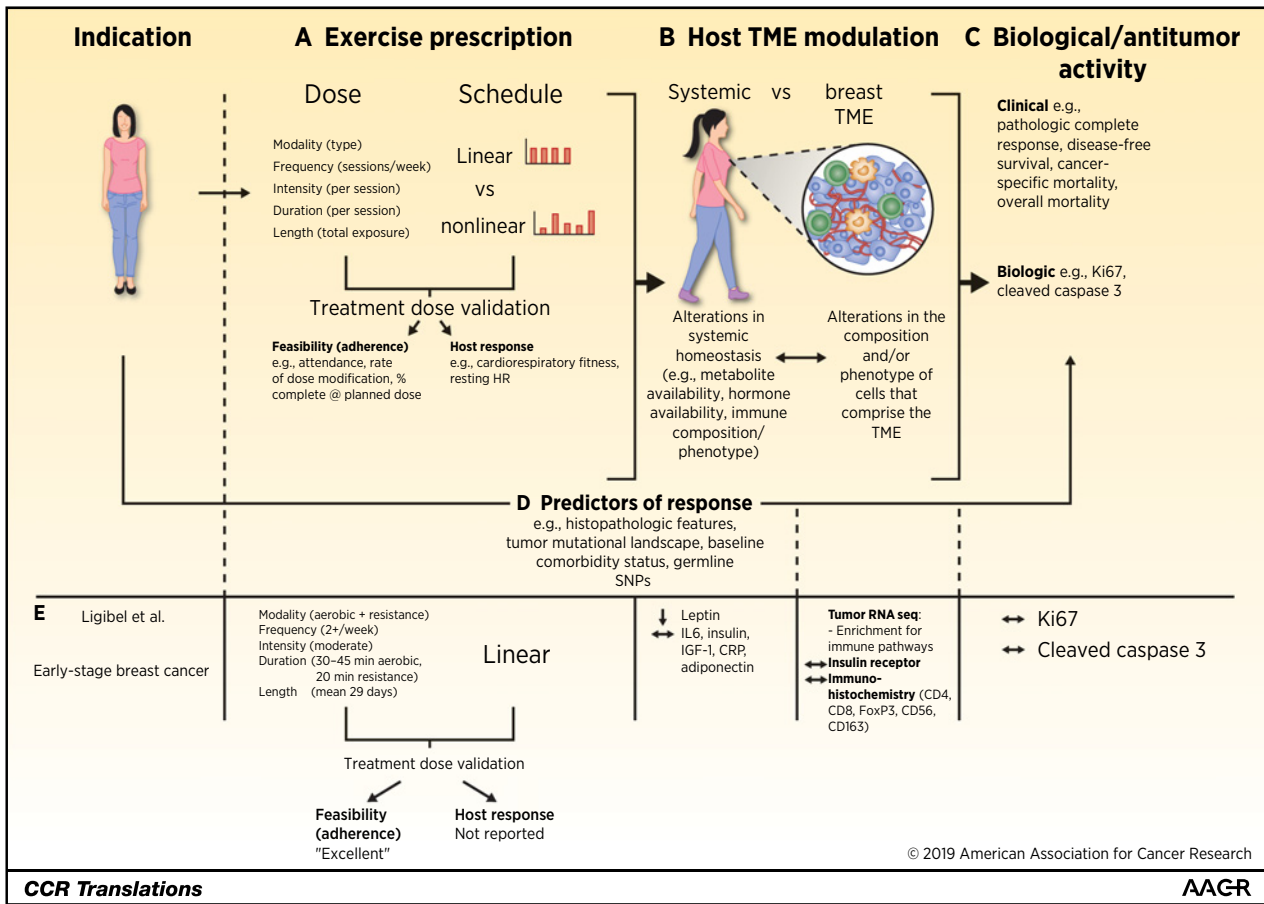 Indication
A Exercise prescription
B Host TME modulation
C Biological/antitumor
activity
Dose
Schedule
Modality (type)
Frequency (sessions/week)
Intensity (per session)
Duration (per session)
Length (total exposure)
Linear
vs
nonlinear
Treatment dose validation
Feasibility (adherence)
e.g., attendance, rate
of dose modification, %
complete @ planned dose
Host response
e.g., cardiorespiratory fitness,
resting HR
Systemic vs breast
TME
Alterations in
systemic
homeostasis
(e.g., metabolite
availability, hormone
availability, immune
composition/
phenotype)
Alterations in the
composition
and/or
phenotype of
cells that
comprise the
TME
Clinical e.g.,
pathologic complete
response, disease-free
survival, cancer-
specific mortality,
overall mortality
Biologic e.g., Ki67,
cleaved caspase 3
D Predictors of response
e.g., histopathologic features,
tumor mutational landscape, baseline
comorbidity status, germline
SNPs
E Ligibel et al.
Early-stage breast cancer
Modality (aerobic + resistance)
Frequency (2+/week)
Intensity (moderate)
Duration (30–45 min aerobic,
20 min resistance)
Length (mean 29 days)
Linear
Treatment dose validation
Feasibility
(adherence)
"Excellent"
Host response
Not reported
Leptin
IL6, insulin,
IGF-1, CRP,
adiponectin
Tumor RNA seq:
- Enrichment for
immune pathways
Insulin receptor
Immuno-
histochemistry (CD4,
CD8, FoxP3, CD56,
CD163)
Ki67
Cleaved caspase 3
© 2019 American Association for Cancer Research
CCR Translations
AACR